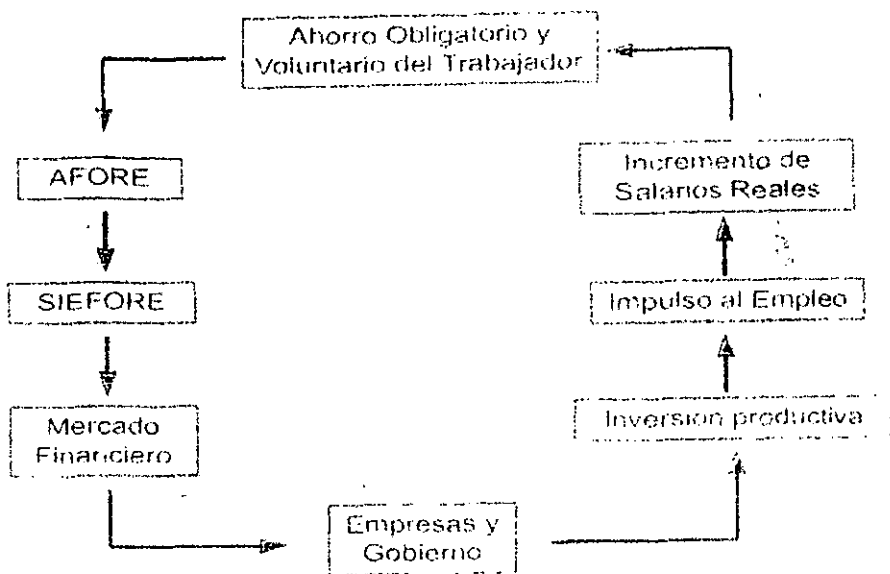 Ahorro Obligatorio y
Voluntario del Trabajador
AFORE
Incremento de
Salarios Reales
SIEFORE
Impulso al Empleo
Mercado
Financiero
Inversion productiva
Empresas y
Gobierno